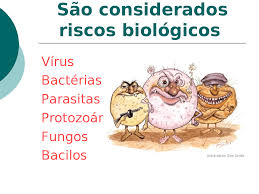 São considerados
riscos biológicos
Vírus
Bactérias
Parasitas
Protozoár
Fungos
Bacilos